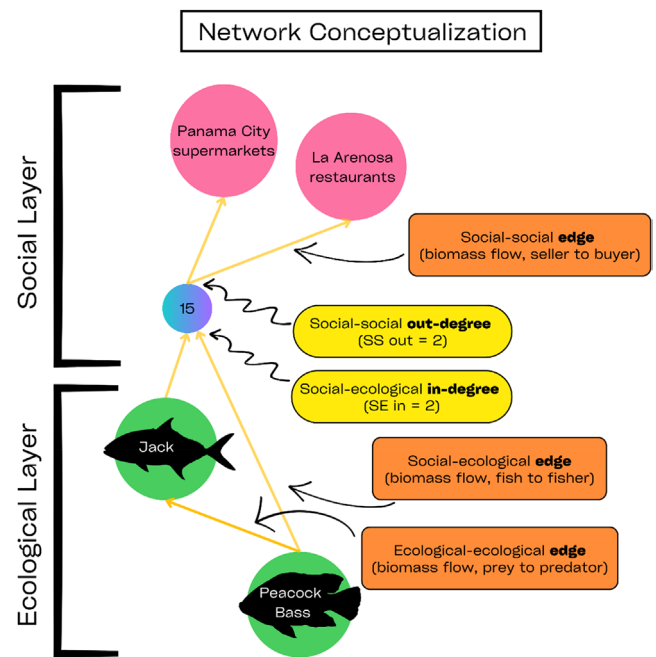 Network Conceptualization
Social Layer
Panama City
supermarkets
La Arenosa
restaurants
Social-social edge
(biomass flow, seller to buyer)
15
Social-social out-degree
(SS out = 2)
Social-ecological in-degree
(SE in = 2)
Ecological Layer
Jack
Social-ecological edge
(biomass flow, fish to fisher)
Ecological-ecological edge
(biomass flow, prey to predator)
Peacock
Bass